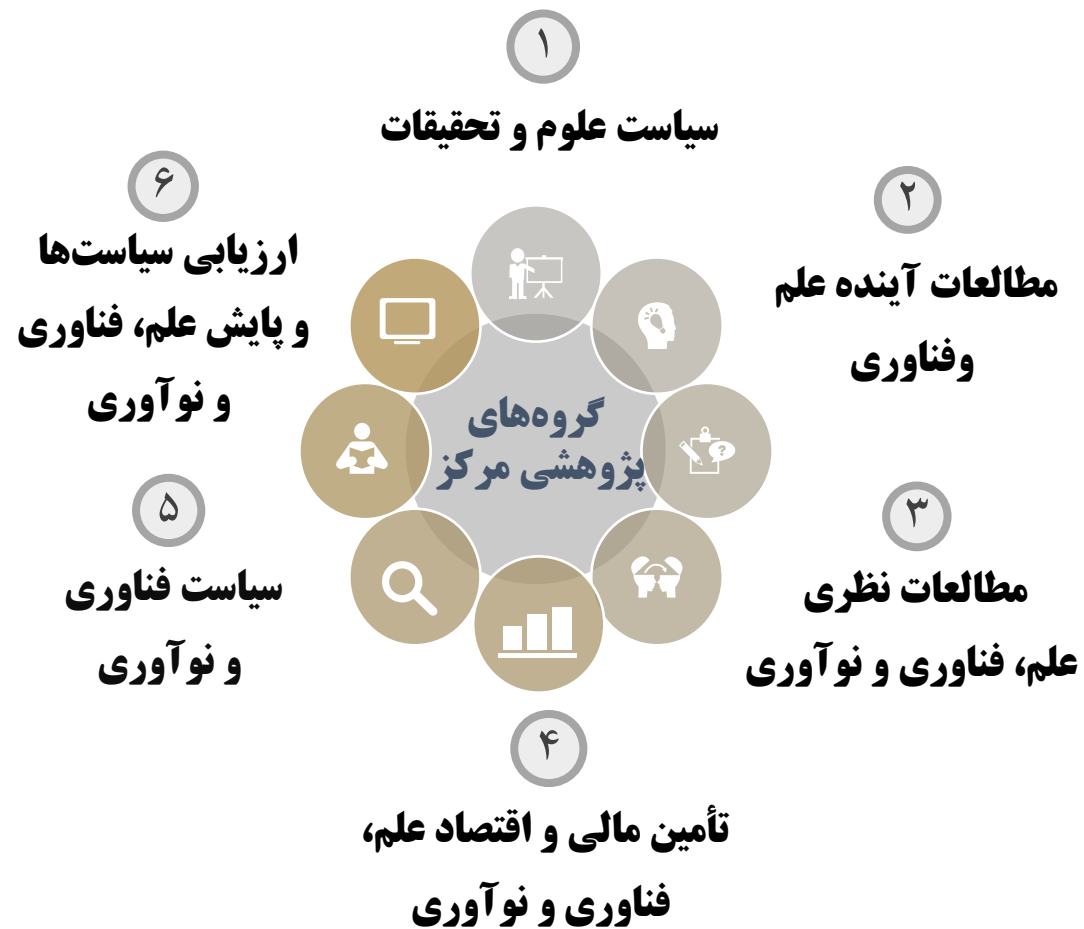 ۱
سیاست علوم و تحقیقات
۲
مطالعات آینده علم
وفناوری
۳
مطالعات نظری
علم، فناوری و نوآوری
۴
تأمین مالی و اقتصاد علم،
فناوری و نوآوری
۵
سیاست فناوری
و نوآوری
۶
ارزیابی سیاست‌ها
و پایش علم، فناوری
و نوآوری
گروه‌های
پژوهشی مرکز
?